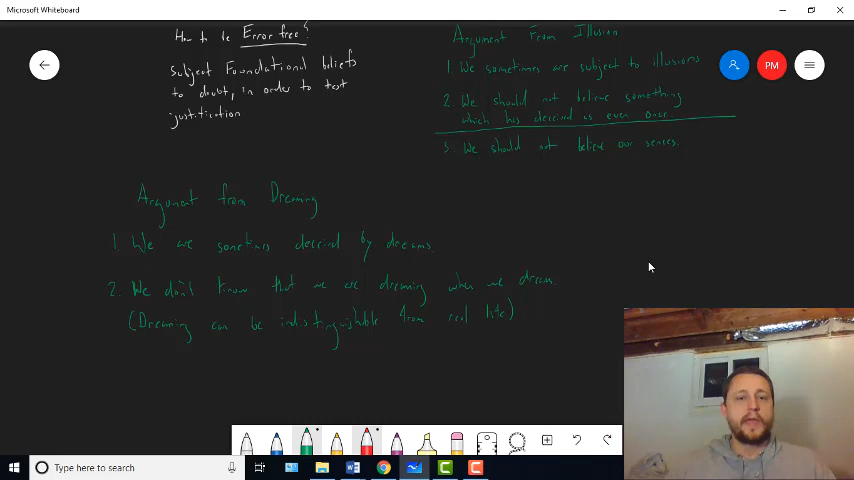 Microsoft Whiteboard
How to be Error free?
Subject Foundational beliefs
to doubt, in order to test
justification
Argument From Illusion
1. We sometimes are subject to illusions
2. We should not believe something
which has decived us even once.
3. We should not believe our senses.
PM
Argument from Dreaming
1. We are sometimes decived by dreams.
2. We don't know that we are dreaming when we dream.
(Dreaming can be indistinguishable from real life)
Type here to search